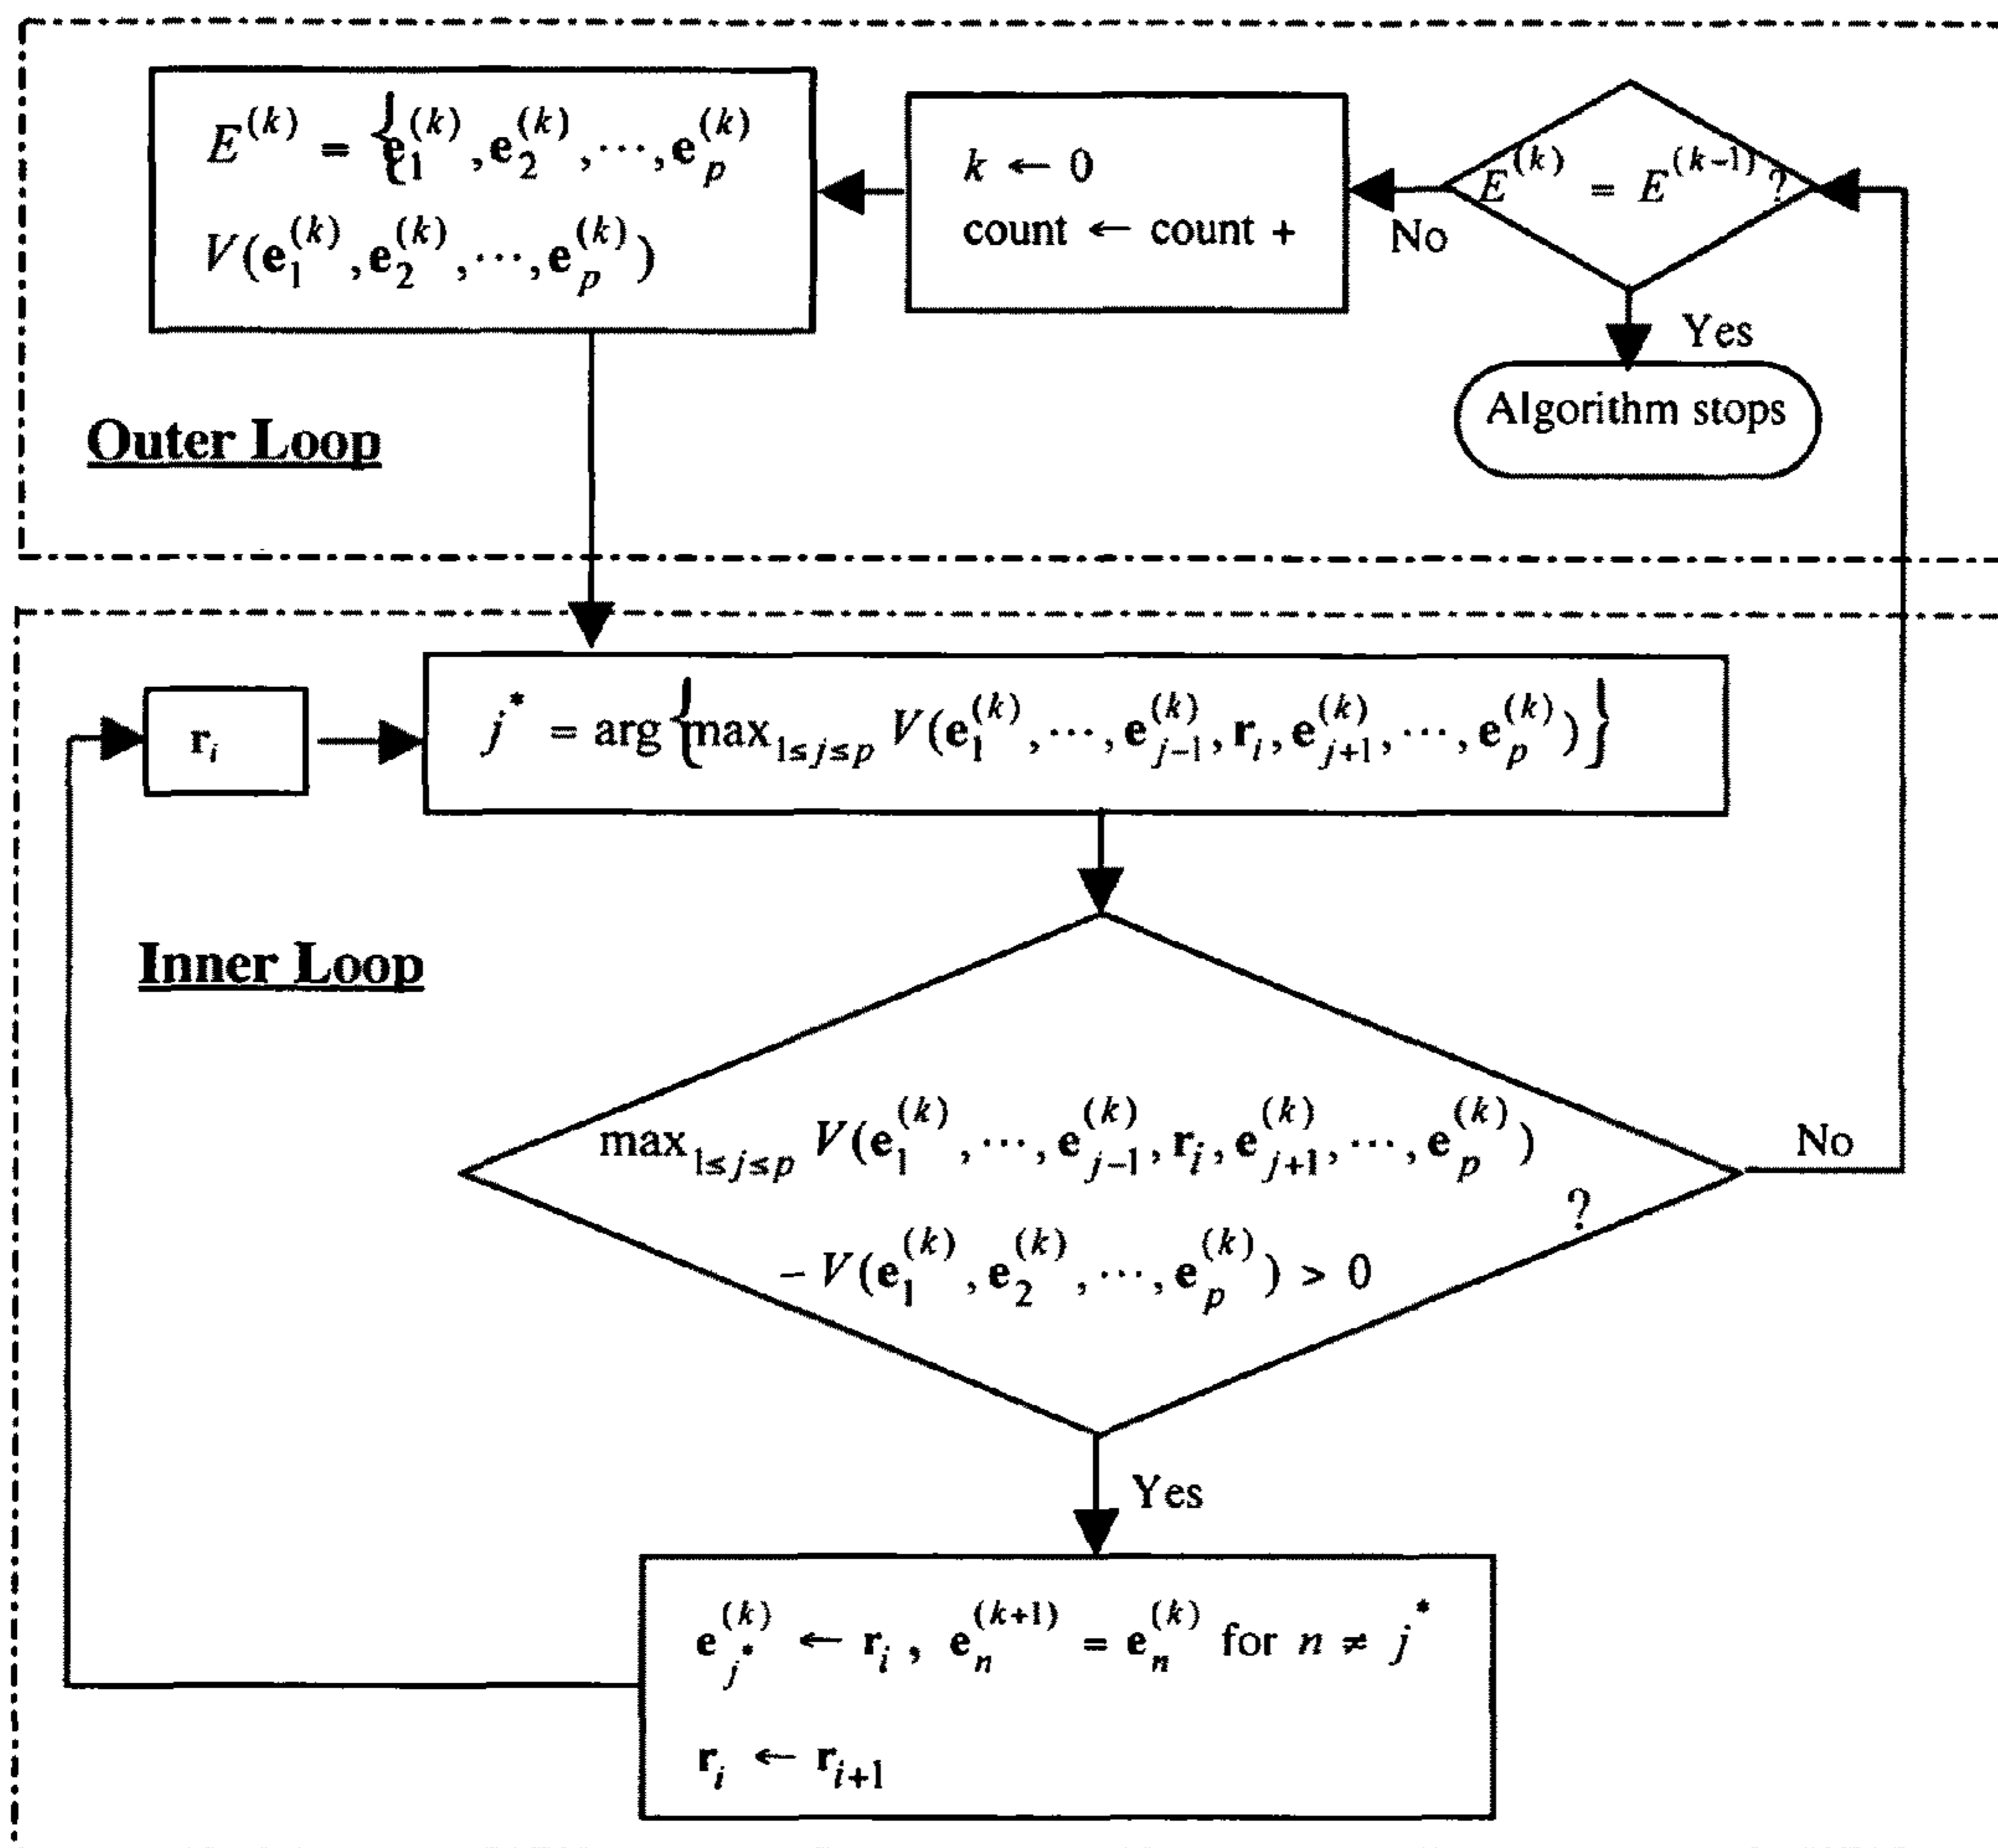 E^{(k)} = {e_1^{(k)}, e_2^{(k)}, ⋯, e_p^{(k)}
V(e_1^{(k)}, e_2^{(k)}, ⋯, e_p^{(k)})
k ← 0
count ← count +
E^{(k)} = E^{(k-1)}?
No
Yes
Algorithm stops
Outer Loop
r_i
j^* = arg{max_{1≤j≤p} V(e_1^{(k)}, ⋯, e_{j-1}^{(k)}, r_i, e_{j+1}^{(k)}, ⋯, e_p^{(k)})}
Inner Loop
max_{1≤j≤p} V(e_1^{(k)}, ⋯, e_{j-1}^{(k)}, r_i, e_{j+1}^{(k)}, ⋯, e_p^{(k)})
?
− V(e_1^{(k)}, e_2^{(k)}, ⋯, e_p^{(k)}) > 0
No
Yes
e_{j^*}^{(k)} ← r_i, e_n^{(k+1)} = e_n^{(k)} for n ≠ j^*
r_i ← r_{i+1}